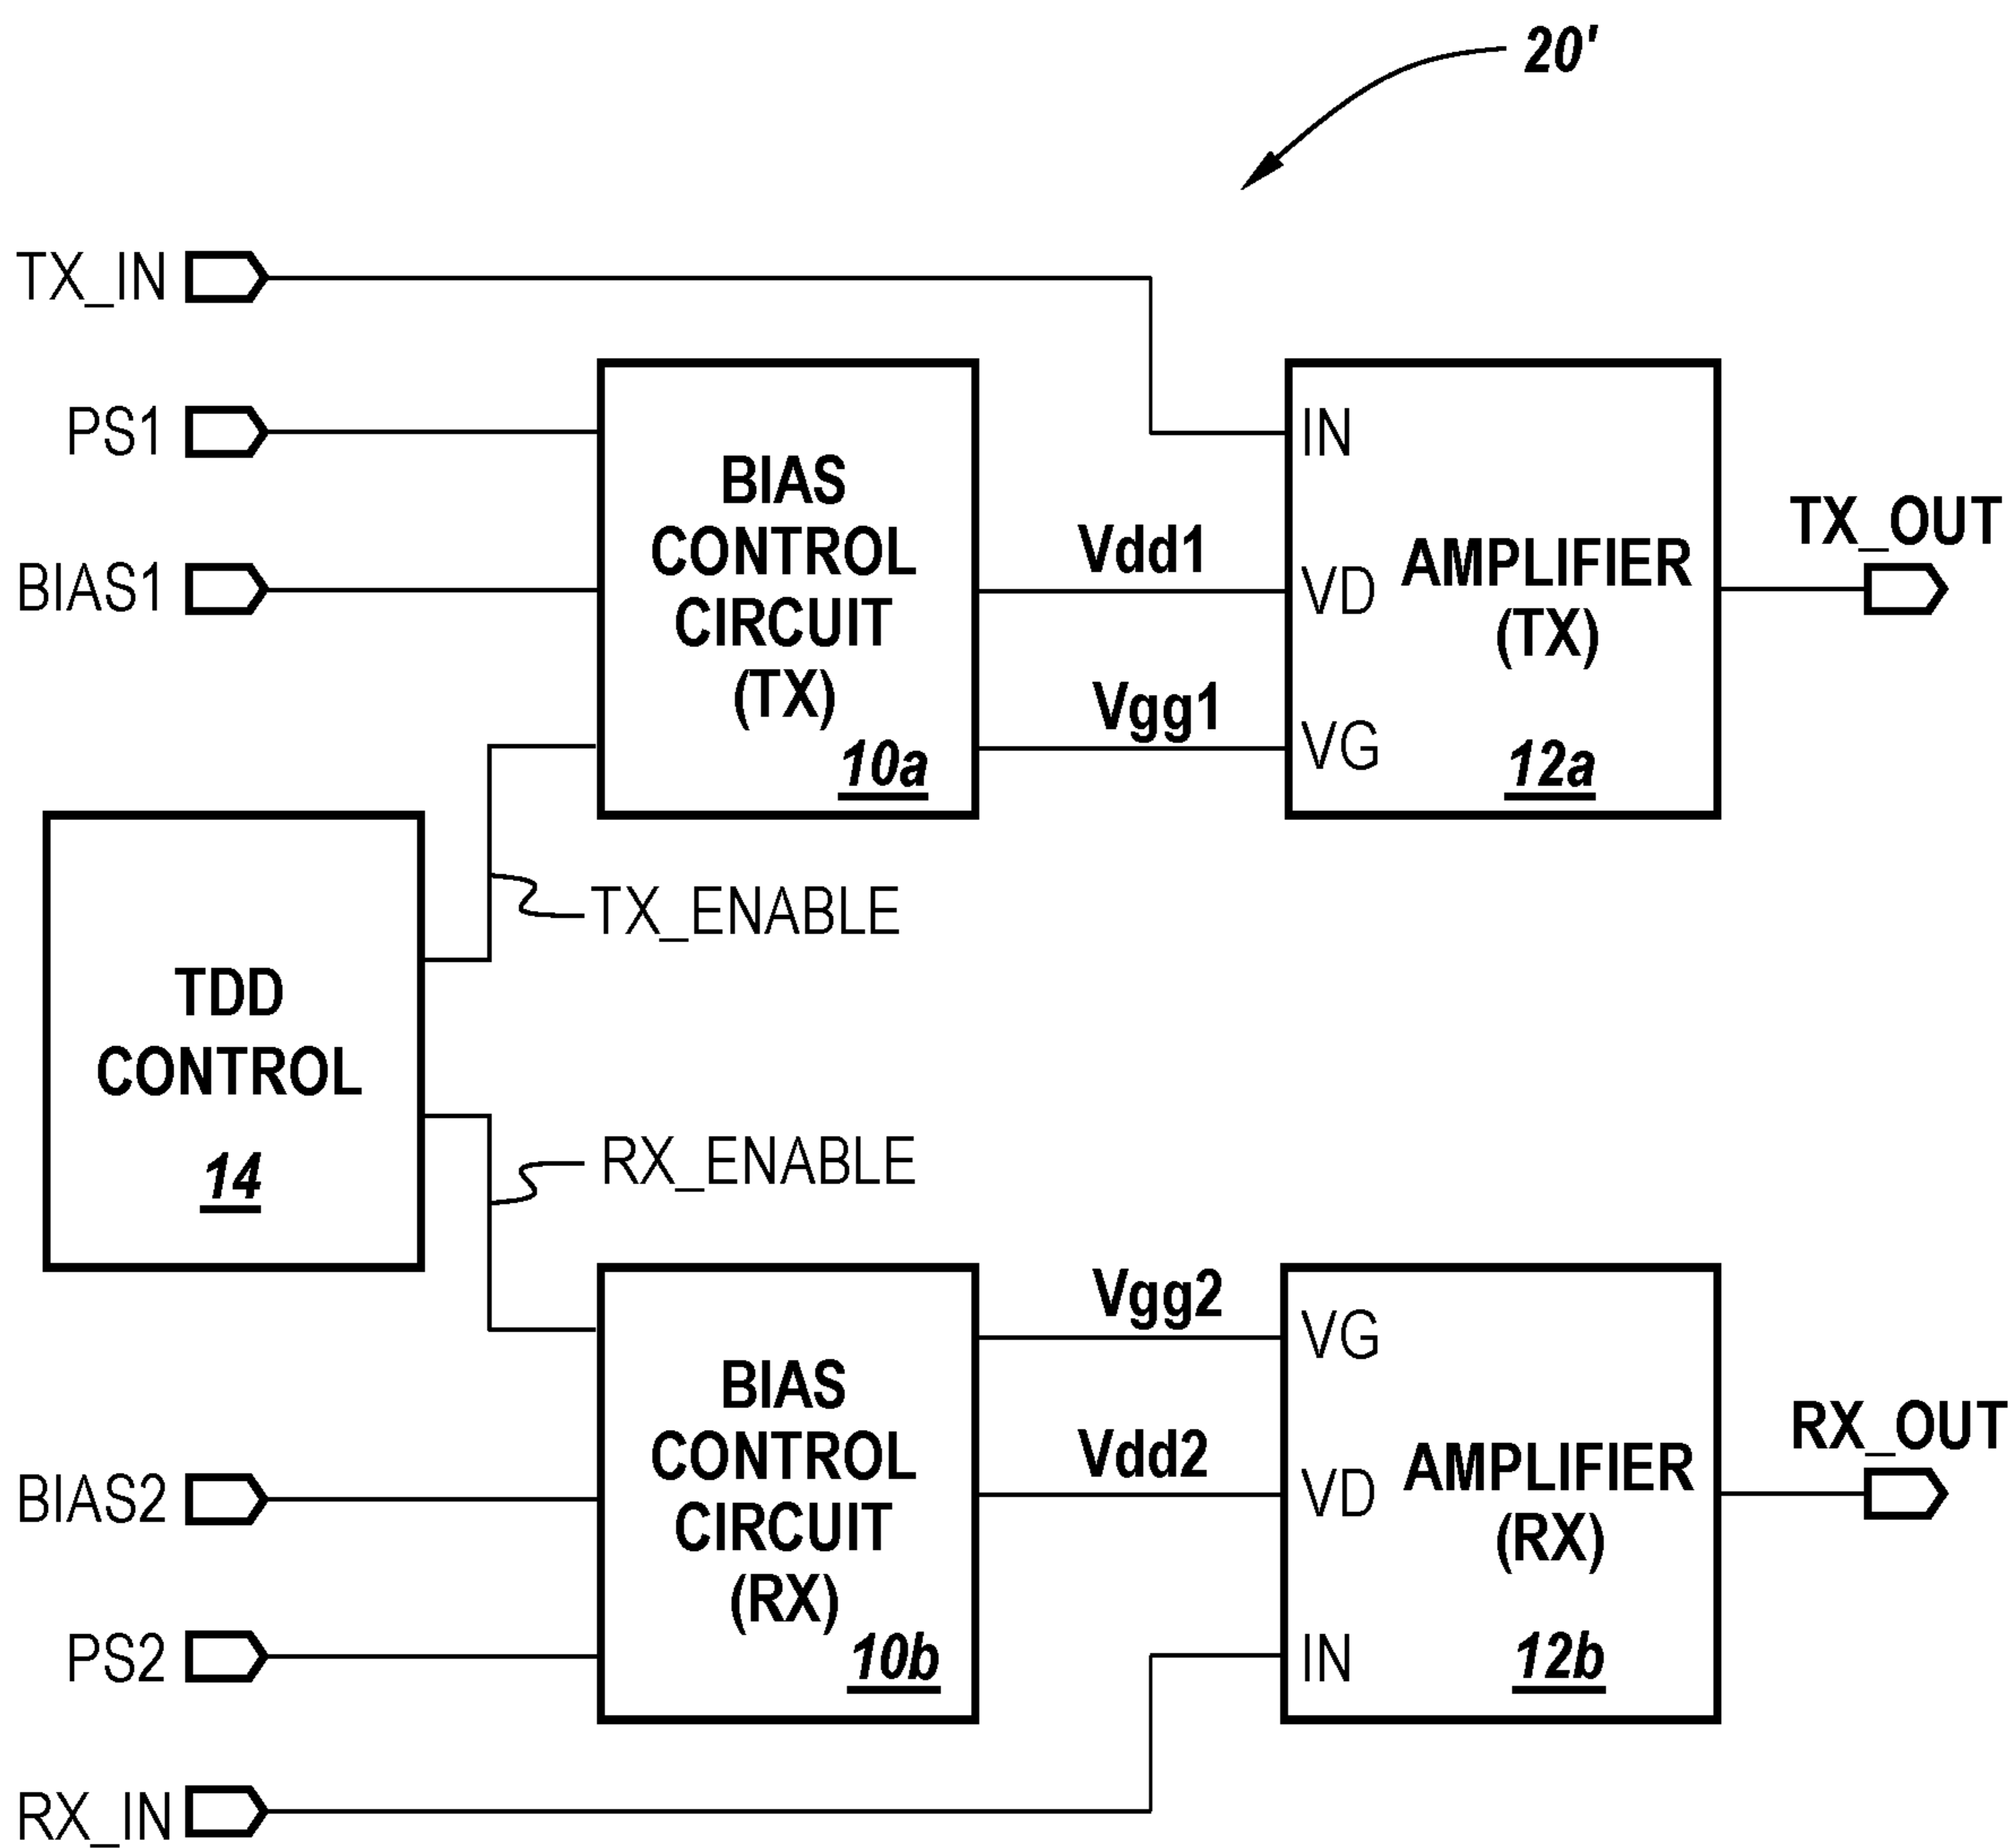 20'
TX_IN
PS1
BIAS1
BIAS
CONTROL
CIRCUIT
(TX)
10a
Vdd1
Vgg1
IN
VD
VG
AMPLIFIER
(TX)
12a
TX_OUT
TX_ENABLE
TDD
CONTROL
14
RX_ENABLE
BIAS2
PS2
RX_IN
BIAS
CONTROL
CIRCUIT
(RX)
10b
Vgg2
Vdd2
VG
VD
IN
AMPLIFIER
(RX)
12b
RX_OUT